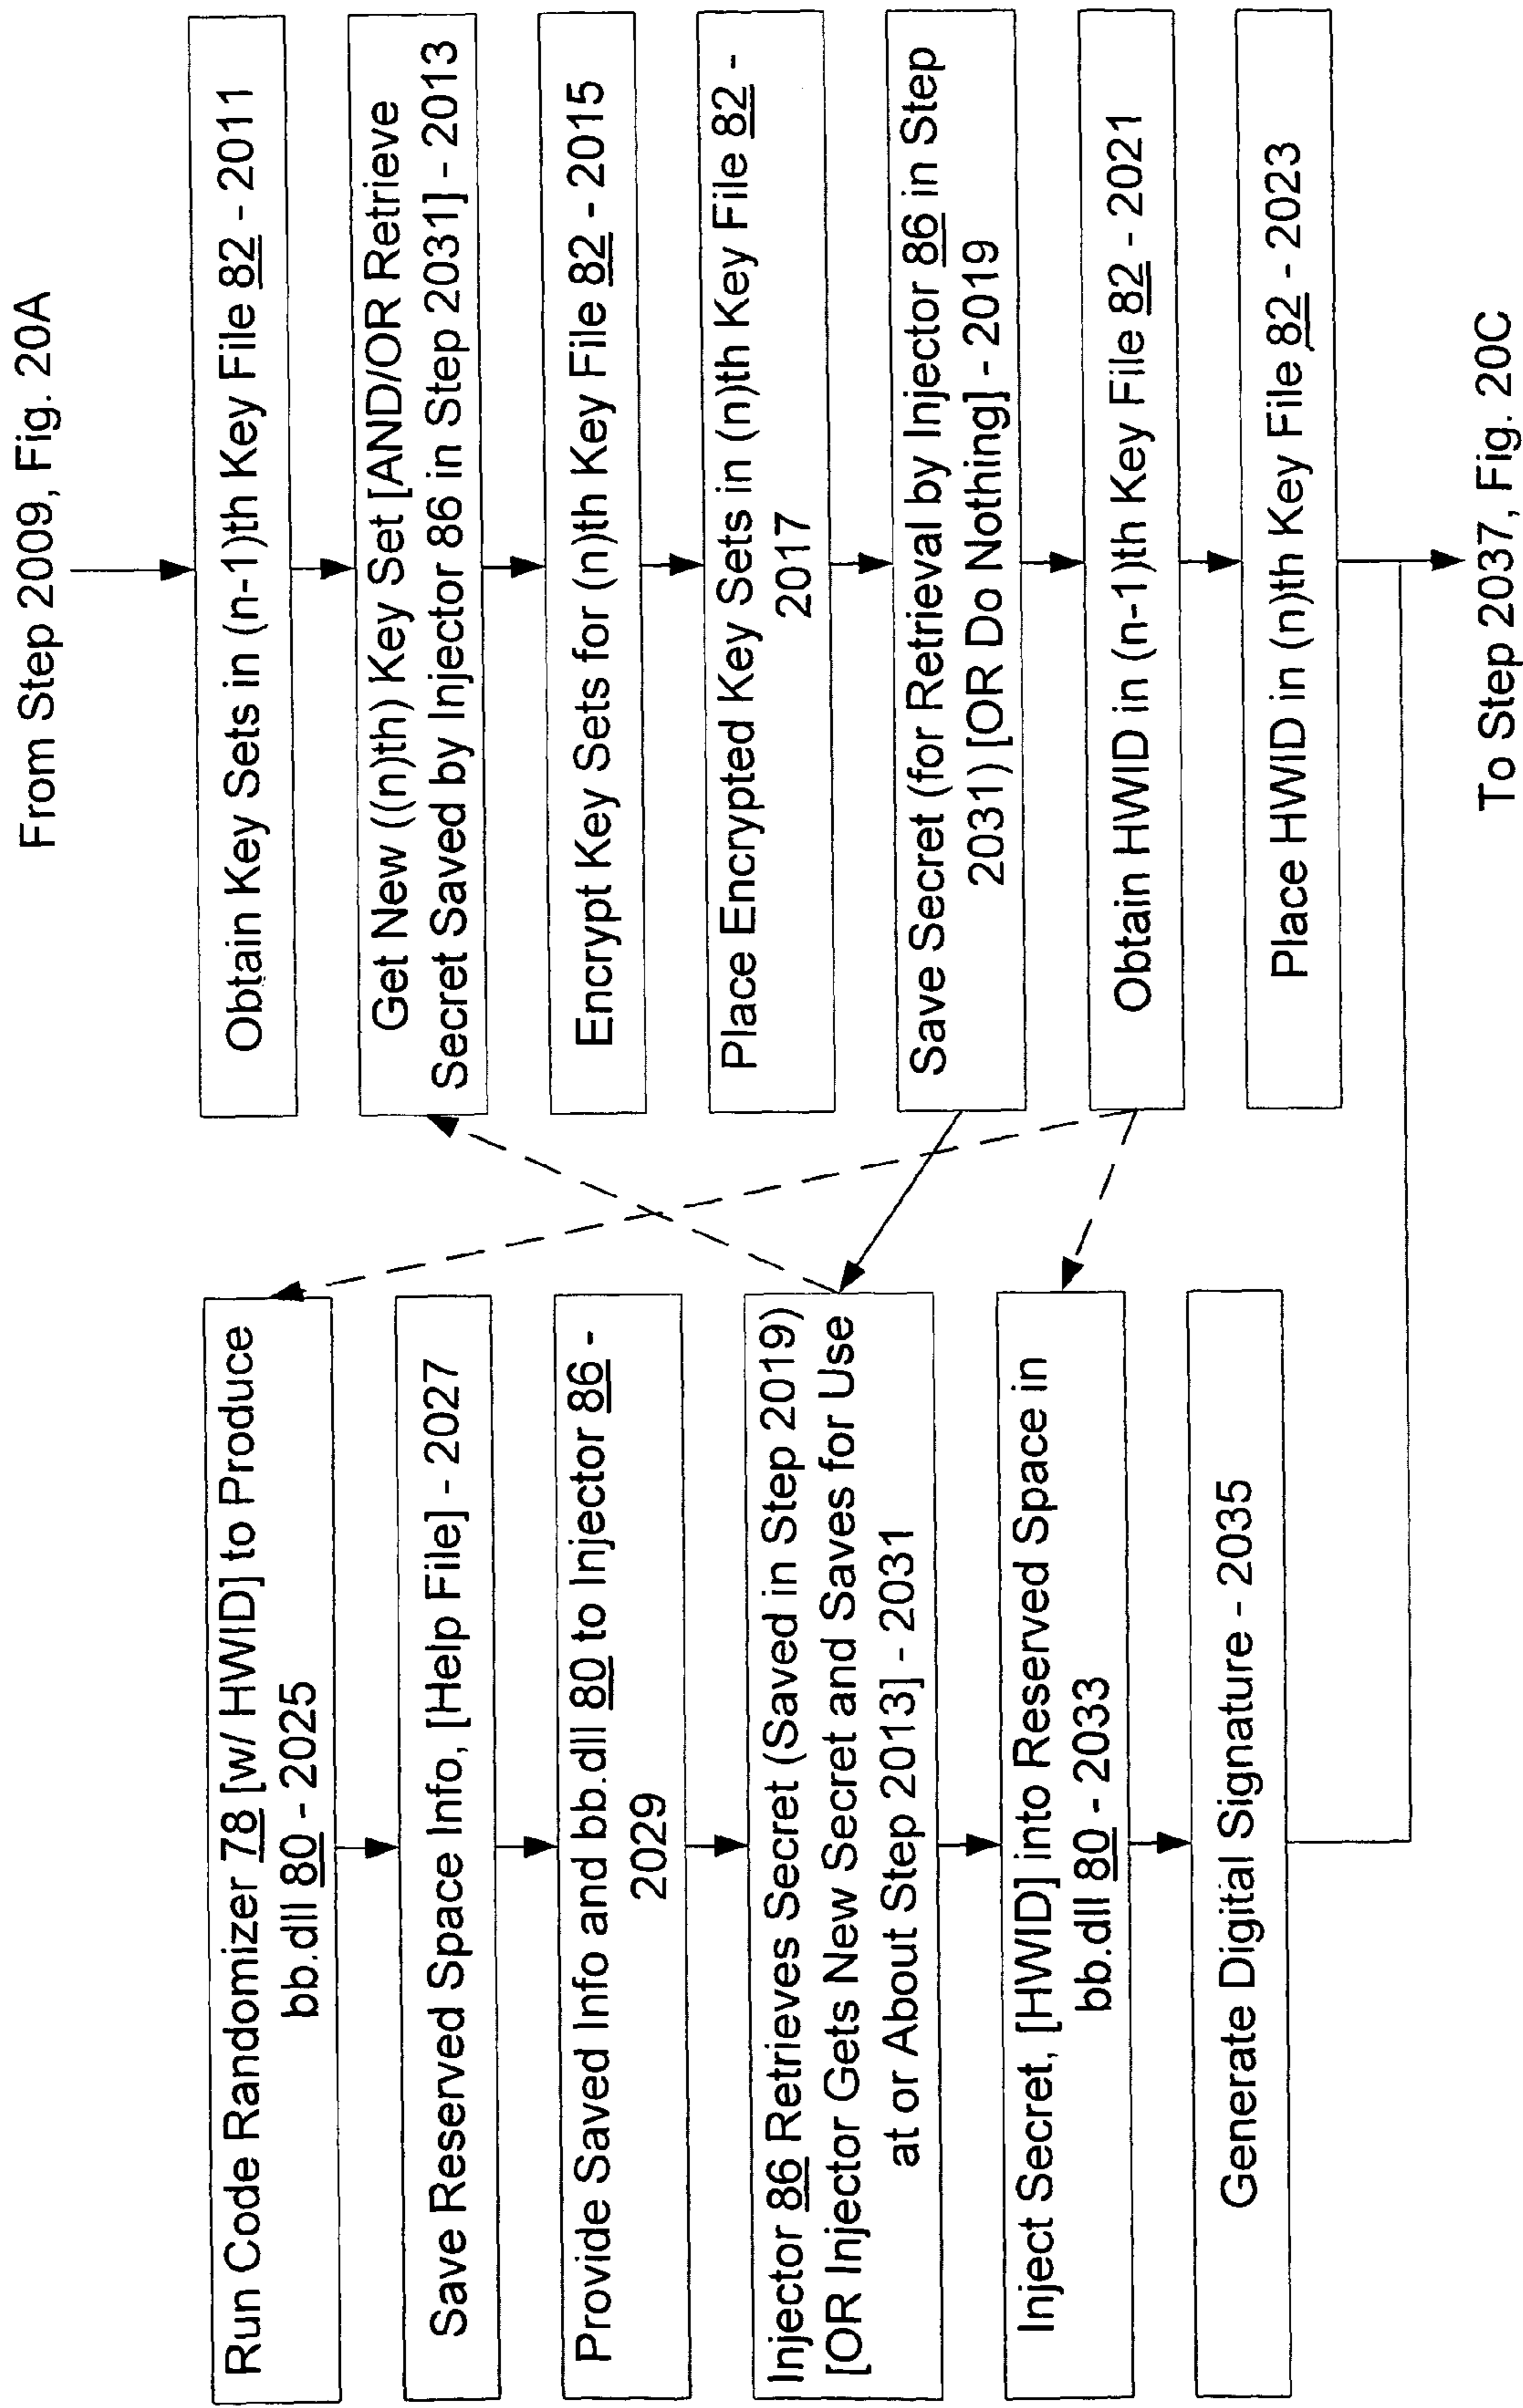 From Step 2009, Fig. 20A
Run Code Randomizer 78 [w/ HWID] to Produce
bb.dll 80 - 2025
Save Reserved Space Info, [Help File] - 2027
Provide Saved Info and bb.dll 80 to Injector 86 -
2029
Injector 86 Retrieves Secret (Saved in Step 2019)
[OR Injector Gets New Secret and Saves for Use
at or About Step 2013] - 2031
Inject Secret, [HWID] into Reserved Space in
bb.dll 80 - 2033
Generate Digital Signature - 2035
Obtain Key Sets in (n-1)th Key File 82 - 2011
Get New ((n)th) Key Set [AND/OR Retrieve
Secret Saved by Injector 86 in Step 2031] - 2013
Encrypt Key Sets for (n)th Key File 82 - 2015
Place Encrypted Key Sets in (n)th Key File 82 -
2017
Save Secret (for Retrieval by Injector 86 in Step
2031) [OR Do Nothing] - 2019
Obtain HWID in (n-1)th Key File 82 - 2021
Place HWID in (n)th Key File 82 - 2023
To Step 2037, Fig. 20C